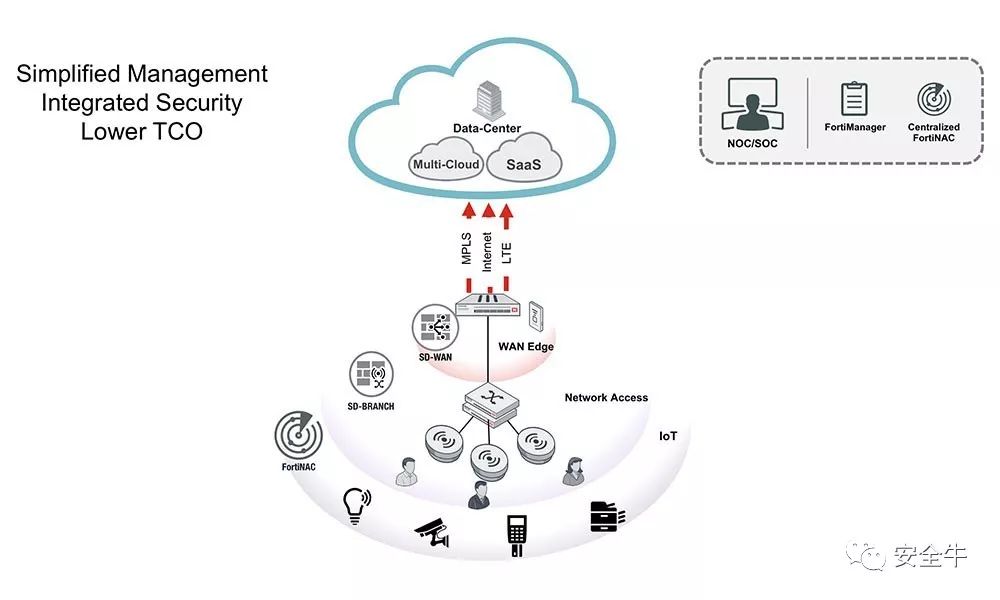 Simplified Management
Integrated Security
Lower TCO
Data-Center
Multi-Cloud
SaaS
NOC/SOC
FortiManager
Centralized
FortiNAC
MPLS
Internet
LTE
SD-WAN
WAN Edge
SD-BRANCH
Network Access
FortiNAC
IoT
安全牛